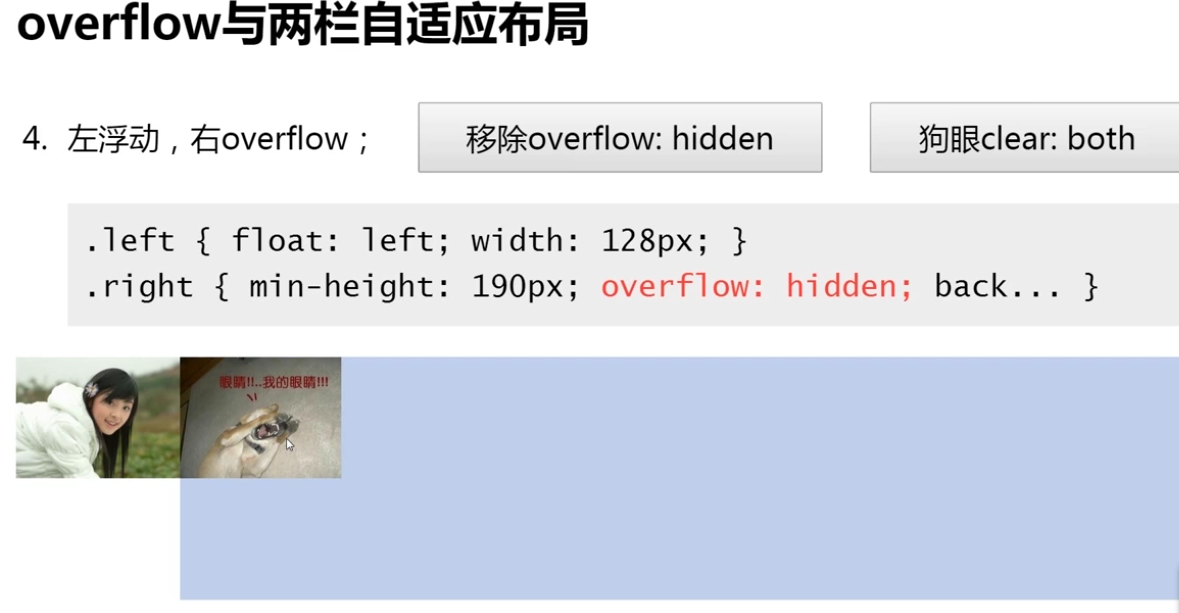 overflow与两栏自适应布局
4. 左浮动，右overflow； 移除overflow: hidden 狗眼clear: both
.left { float: left; width: 128px; }
.right { min-height: 190px; overflow: hidden; back... }
眼睛!!..我的眼睛!!!